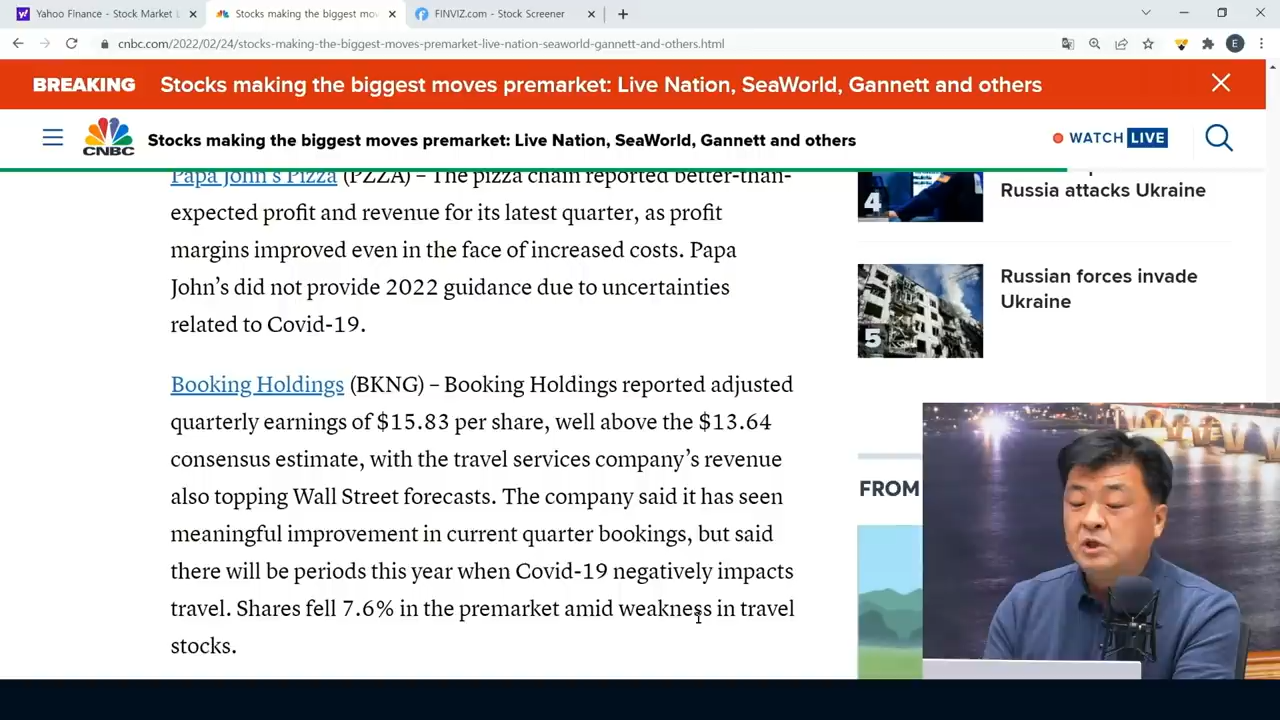 Yahoo Finance - Stock Market L
Stocks making the biggest mov
FINVIZ.com - Stock Screener
cnbc.com/2022/02/24/stocks-making-the-biggest-moves-premarket-live-nation-seaworld-gannett-and-others.html
E
BREAKING Stocks making the biggest moves premarket: Live Nation, SeaWorld, Gannett and others
CNBC
Stocks making the biggest moves premarket: Live Nation, SeaWorld, Gannett and others
WATCH LIVE
Papa John's Pizza (PZZA) – The pizza chain reported better-than-
expected profit and revenue for its latest quarter, as profit
margins improved even in the face of increased costs. Papa
John’s did not provide 2022 guidance due to uncertainties
related to Covid-19.
Booking Holdings (BKNG) – Booking Holdings reported adjusted
quarterly earnings of $15.83 per share, well above the $13.64
consensus estimate, with the travel services company’s revenue
also topping Wall Street forecasts. The company said it has seen
meaningful improvement in current quarter bookings, but said
there will be periods this year when Covid-19 negatively impacts
travel. Shares fell 7.6% in the premarket amid weakness in travel
stocks.
4
Russia attacks Ukraine
5
Russian forces invade
Ukraine
FROM